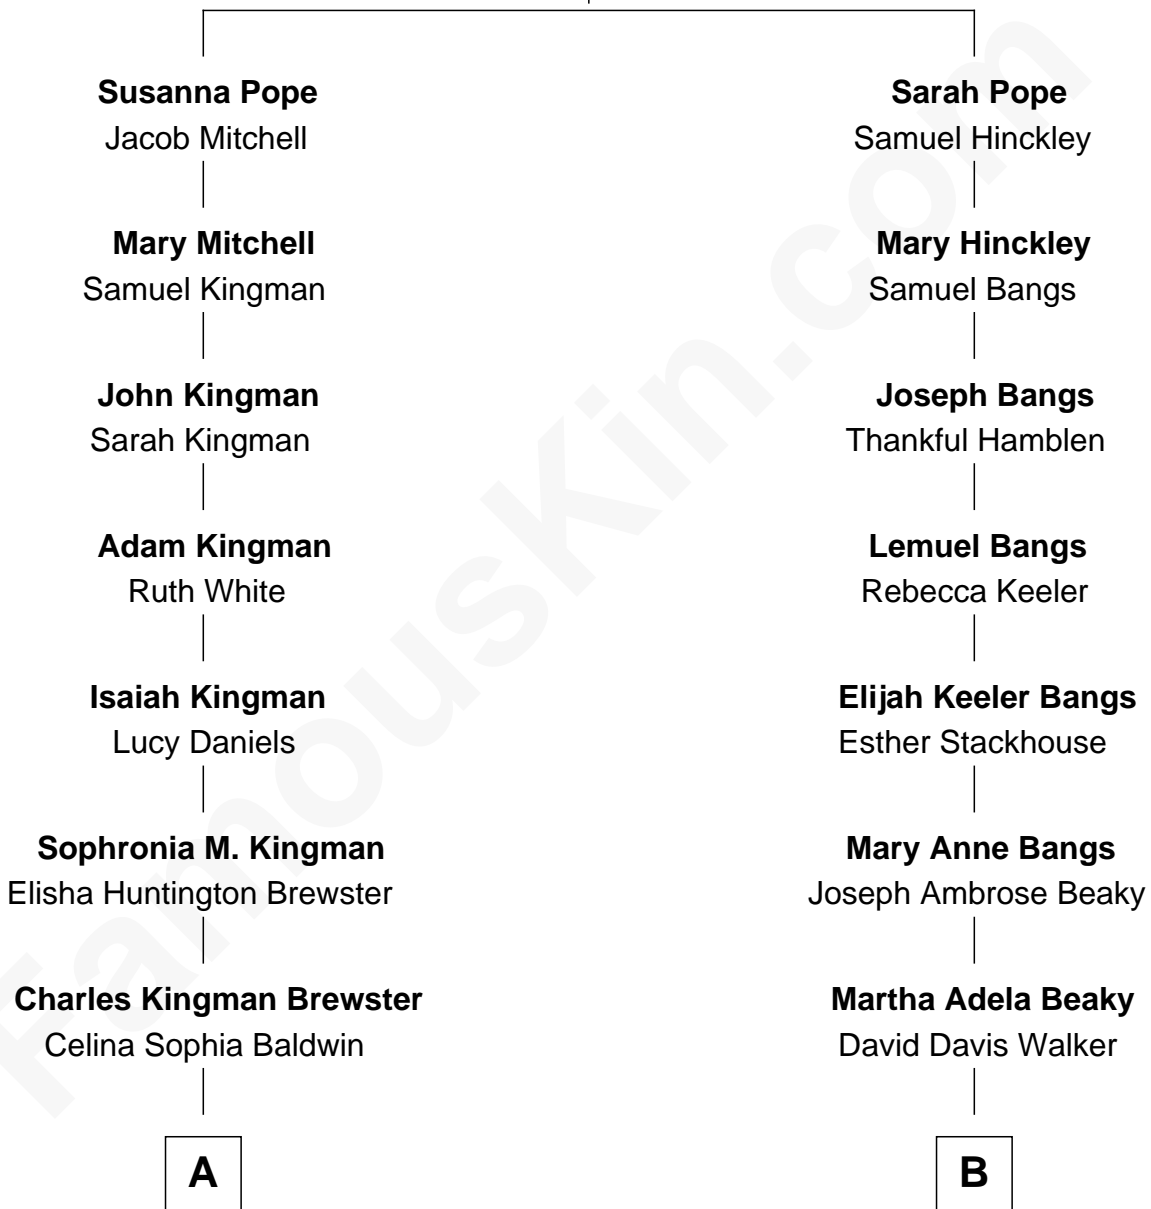 Susanna Pope
Jacob Mitchell
Mary Mitchell
Samuel Kingman
John Kingman
Sarah Kingman
Adam Kingman
Ruth White
Isaiah Kingman
Lucy Daniels
Sophronia M. Kingman
Elisha Huntington Brewster
Charles Kingman Brewster
Celina Sophia Baldwin
A
Sarah Pope
Samuel Hinckley
Mary Hinckley
Samuel Bangs
Joseph Bangs
Thankful Hamblen
Lemuel Bangs
Rebecca Keeler
Elijah Keeler Bangs
Esther Stackhouse
Mary Anne Bangs
Joseph Ambrose Beaky
Martha Adela Beaky
David Davis Walker
B
FamousKin.com